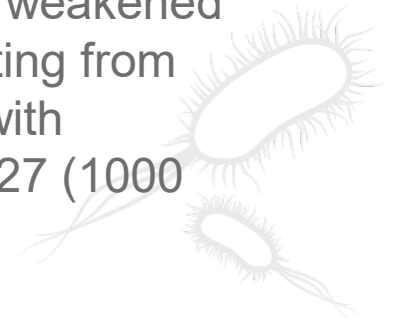 weakened
ting from
with
27 (1000